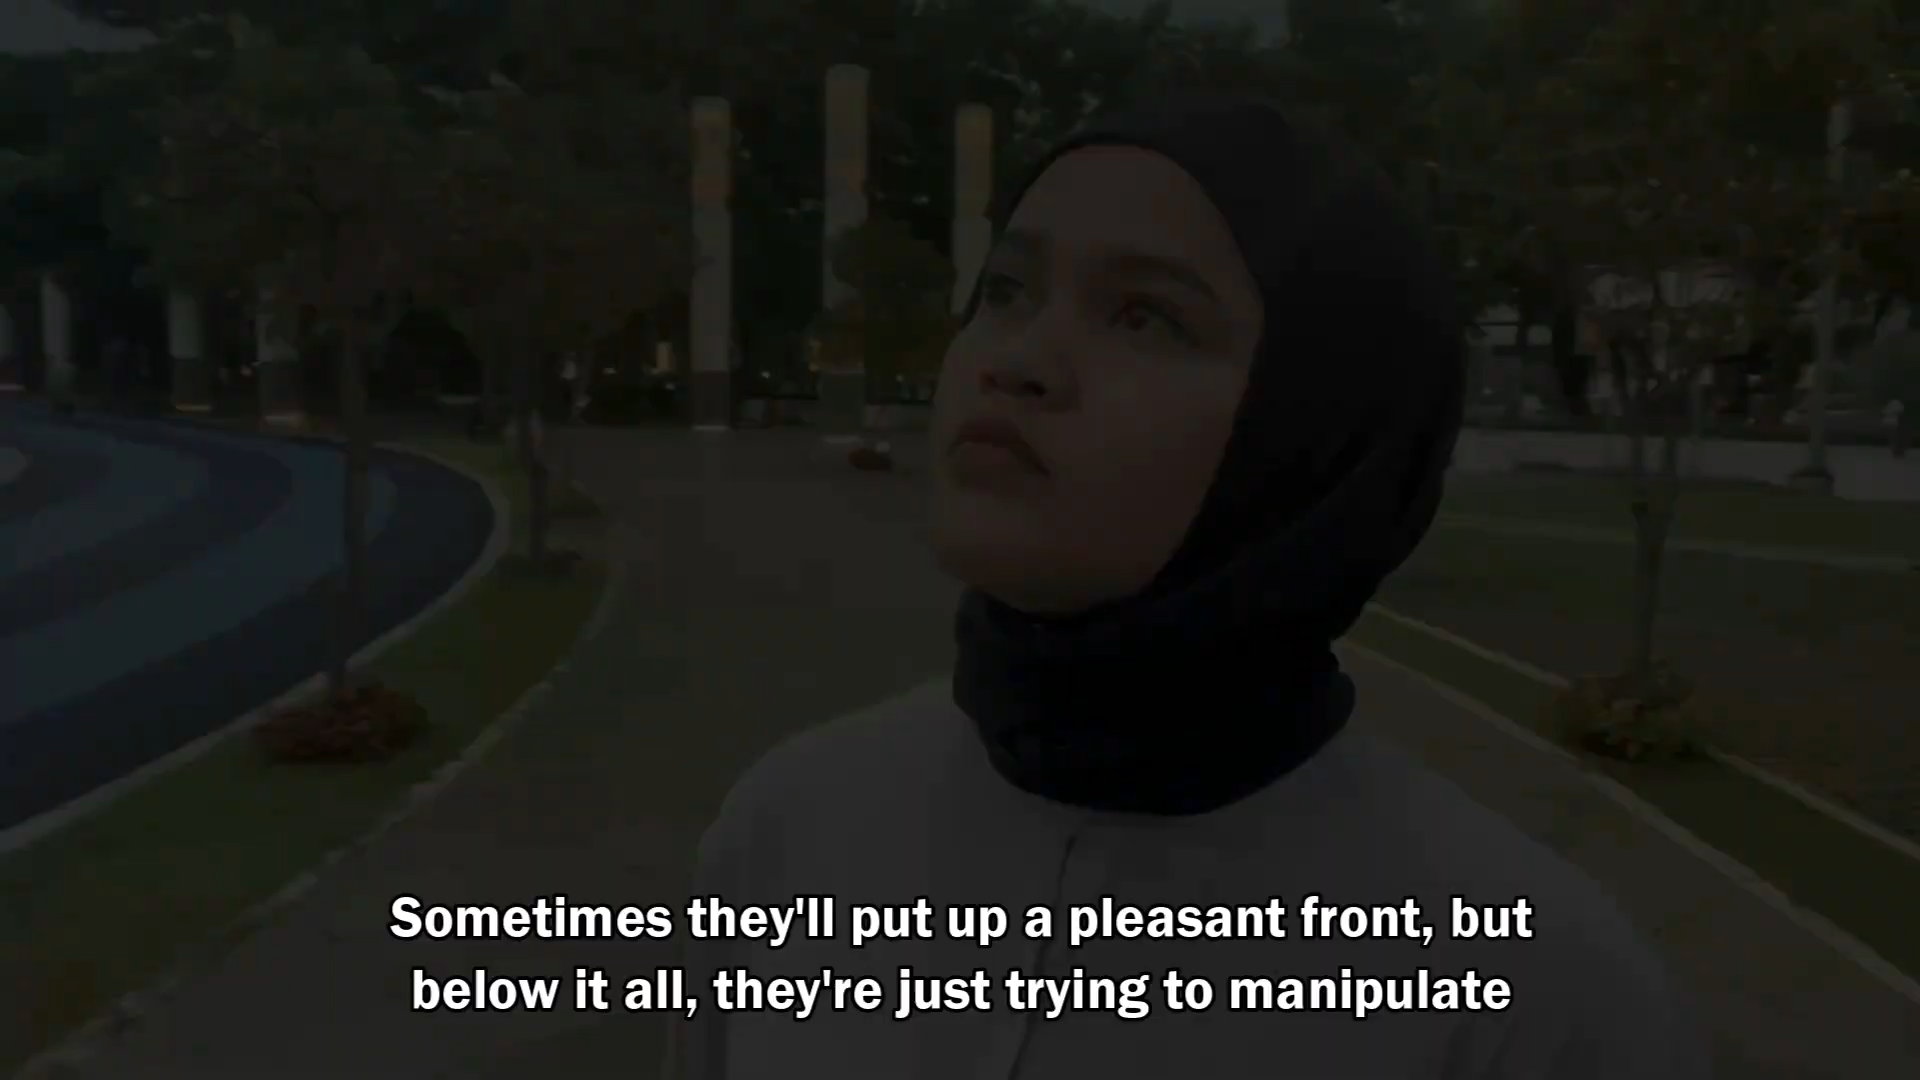 Sometimes they'll put up a pleasant front, but
below it all, they're just trying to manipulate